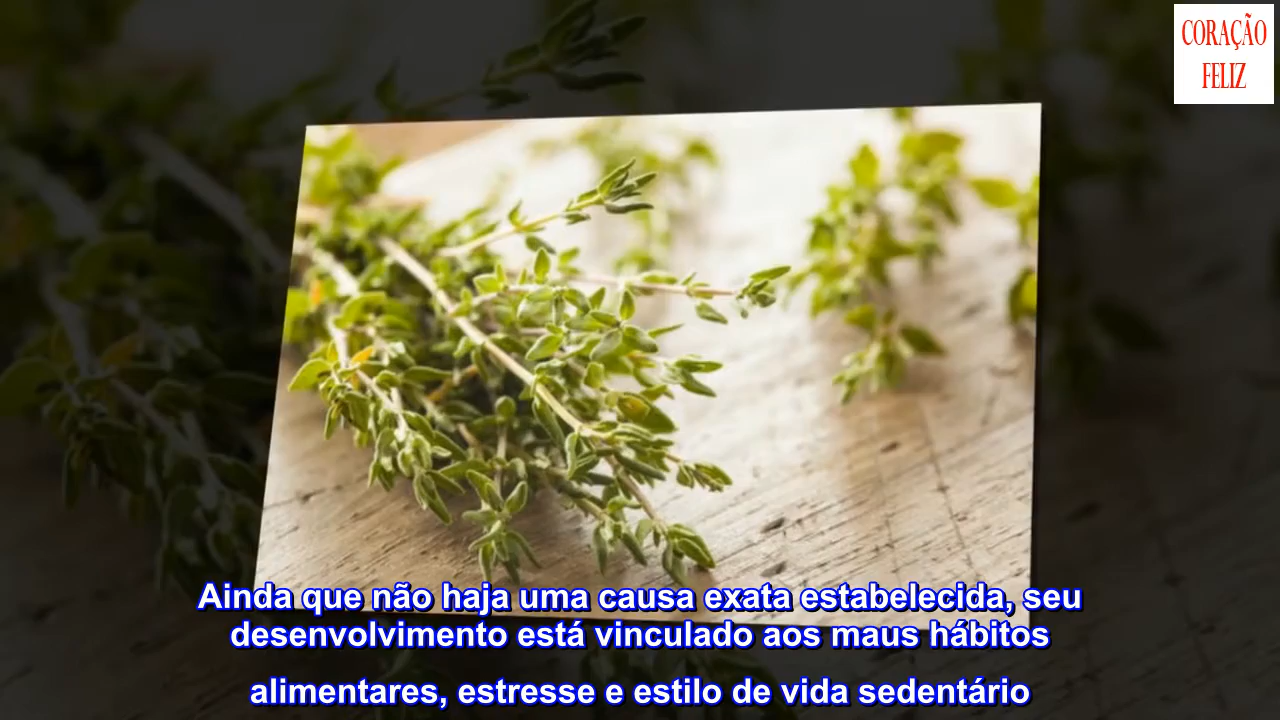 CORAÇÃO
FELIZ
Ainda que não haja uma causa exata estabelecida, seu
desenvolvimento está vinculado aos maus hábitos
alimentares, estresse e estilo de vida sedentário